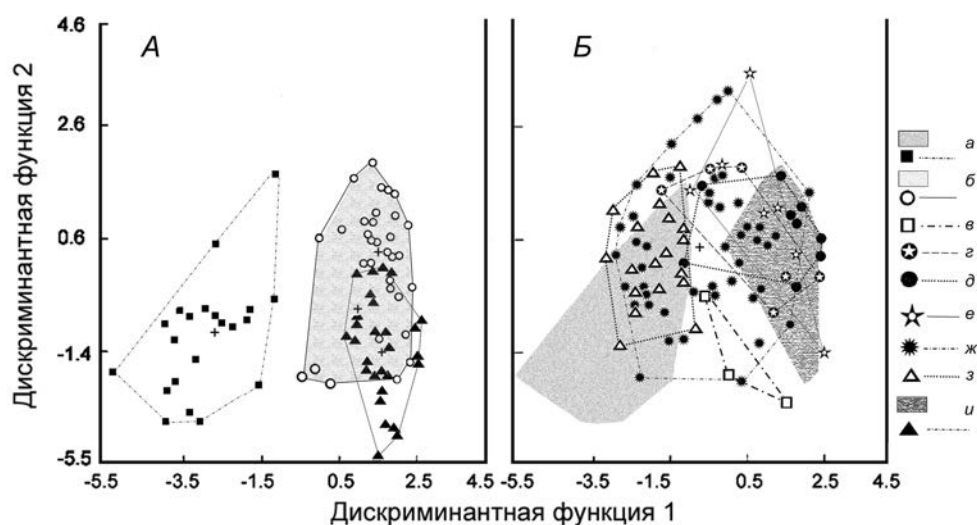 4.6
А
Б
2.6
0.6
-1.4
-5.5
Дискриминантная функция 2
-5.5 -3.5 -1.5 0.5 2.5 4.5
-5.5 -3.5 -1.5 0.5 2.5 4.5
Дискриминантная функция 1
а
б
в
г
д
е
ж
з
и